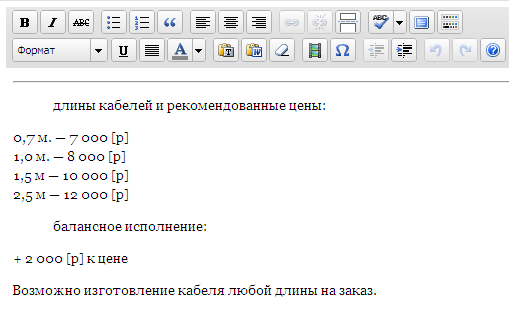 B I ABC ABC
Формат U A T W Ω ?
длины кабелей и рекомендованные цены:
0,7 м. — 7 000 [р]
1,0 м. — 8 000 [р]
1,5 м — 10 000 [р]
2,5 м — 12 000 [р]
балансное исполнение:
+ 2 000 [р] к цене
Возможно изготовление кабеля любой длины на заказ.